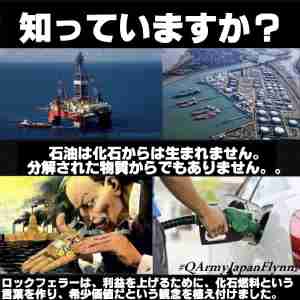 知っていますか？
石油は化石からは生まれません。
分解された物質からでもありません。。
#QArmyJapanFlynn
ロックフェラーは、利益を上げるために、化石燃料という
言葉を作り、希少価値だという観念を植え付けました。